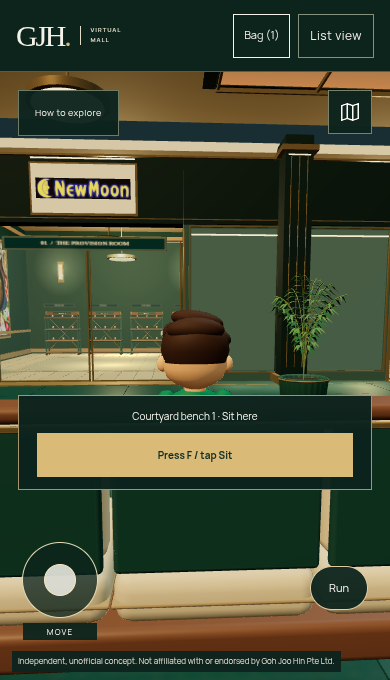 GJH.
VIRTUAL
MALL
Bag (1)
List view
How to explore
NewMoon
01 / THE PROVISION ROOM
Courtyard bench 1 · Sit here
Press F / tap Sit
Run
MOVE
Independent, unofficial concept. Not affiliated with or endorsed by Goh Joo Hin Pte Ltd.